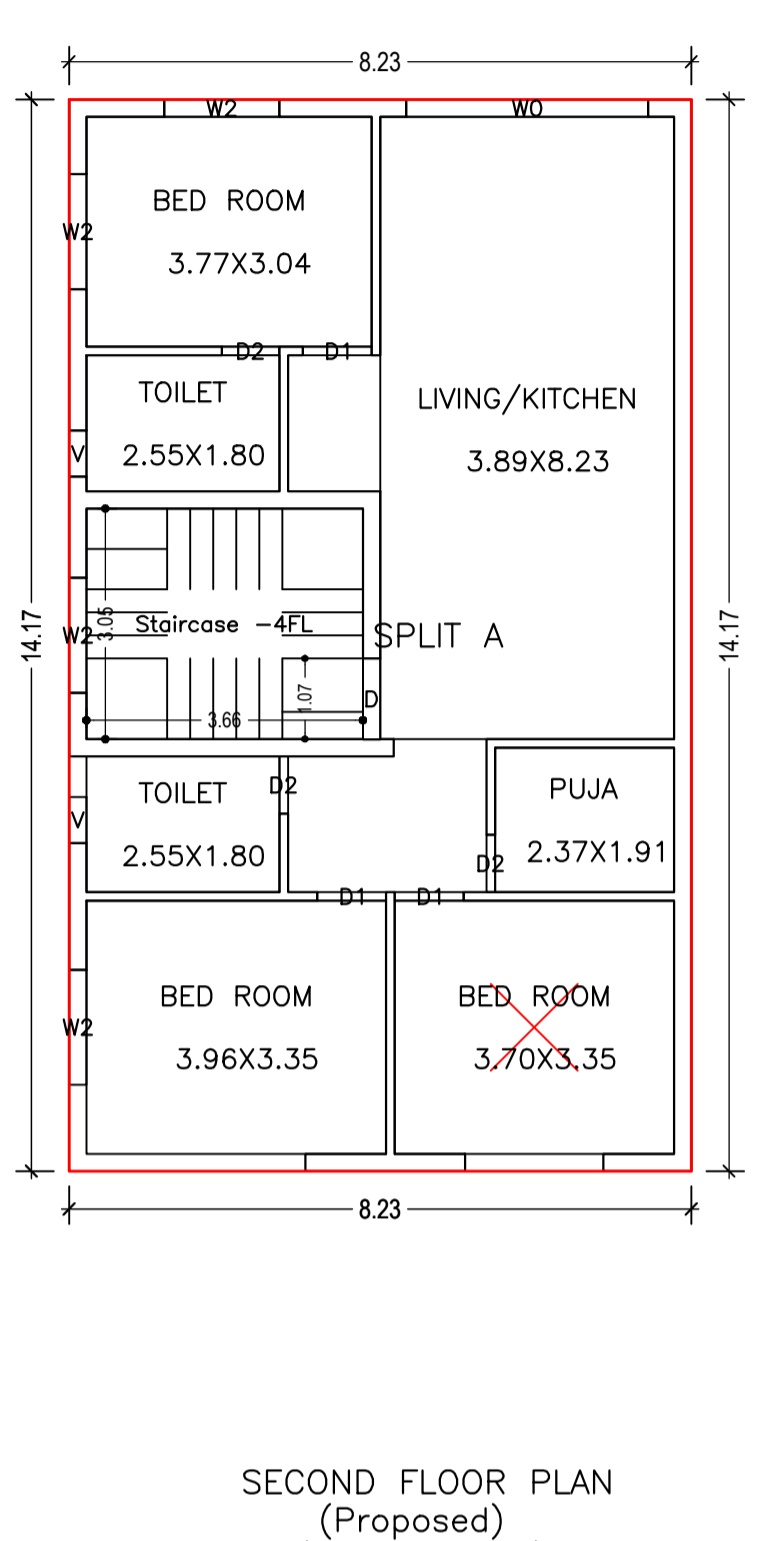 8.23
W2
WO
BED ROOM
W2
3.77X3.04
D2
D1
TOILET
LIVING/KITCHEN
V
2.55X1.80
3.89X8.23
14.17
W2
3.05
Staircase -4FL
SPLIT A
14.17
1.07
D
3.66
D2
TOILET
PUJA
V
2.55X1.80
D2
2.37X1.91
D1
D1
BED ROOM
BED ROOM
W2
3.96X3.35
3.70X3.35
8.23
SECOND FLOOR PLAN
(Proposed)